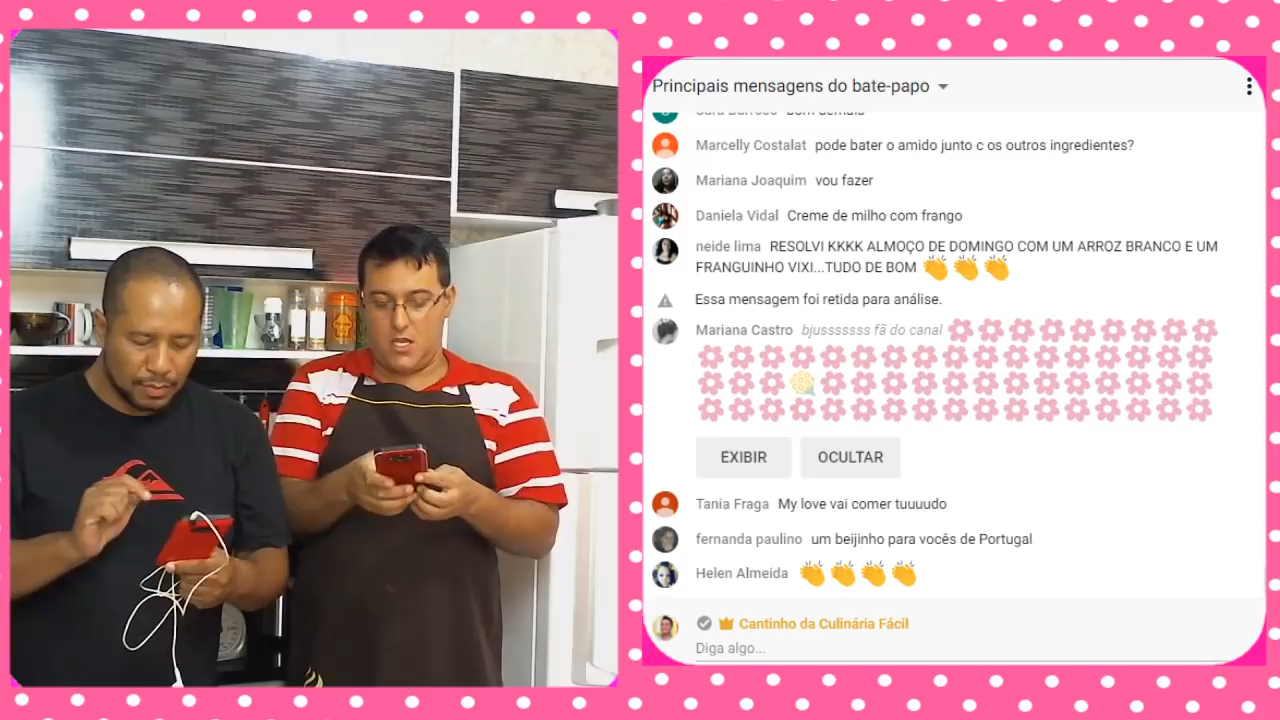 Principais mensagens do bate-papo
Marcelly Costalat pode bater o amido junto c os outros ingredientes?
Mariana Joaquim vou fazer
Daniela Vidal Creme de milho com frango
neide lima RESOLVI KKKK ALMOÇO DE DOMINGO COM UM ARROZ BRANCO E UM
FRANGUINHO VIXI...TUDO DE BOM 👏👏👏
Essa mensagem foi retida para análise.
Mariana Castro bjusssssss fã do canal
EXIBIR OCULTAR
Tania Fraga My love vai comer tuuuudo
fernanda paulino um beijinho para vocês de Portugal
Helen Almeida 👏👏👏👏
Cantinho da Culinária Fácil
Diga algo...